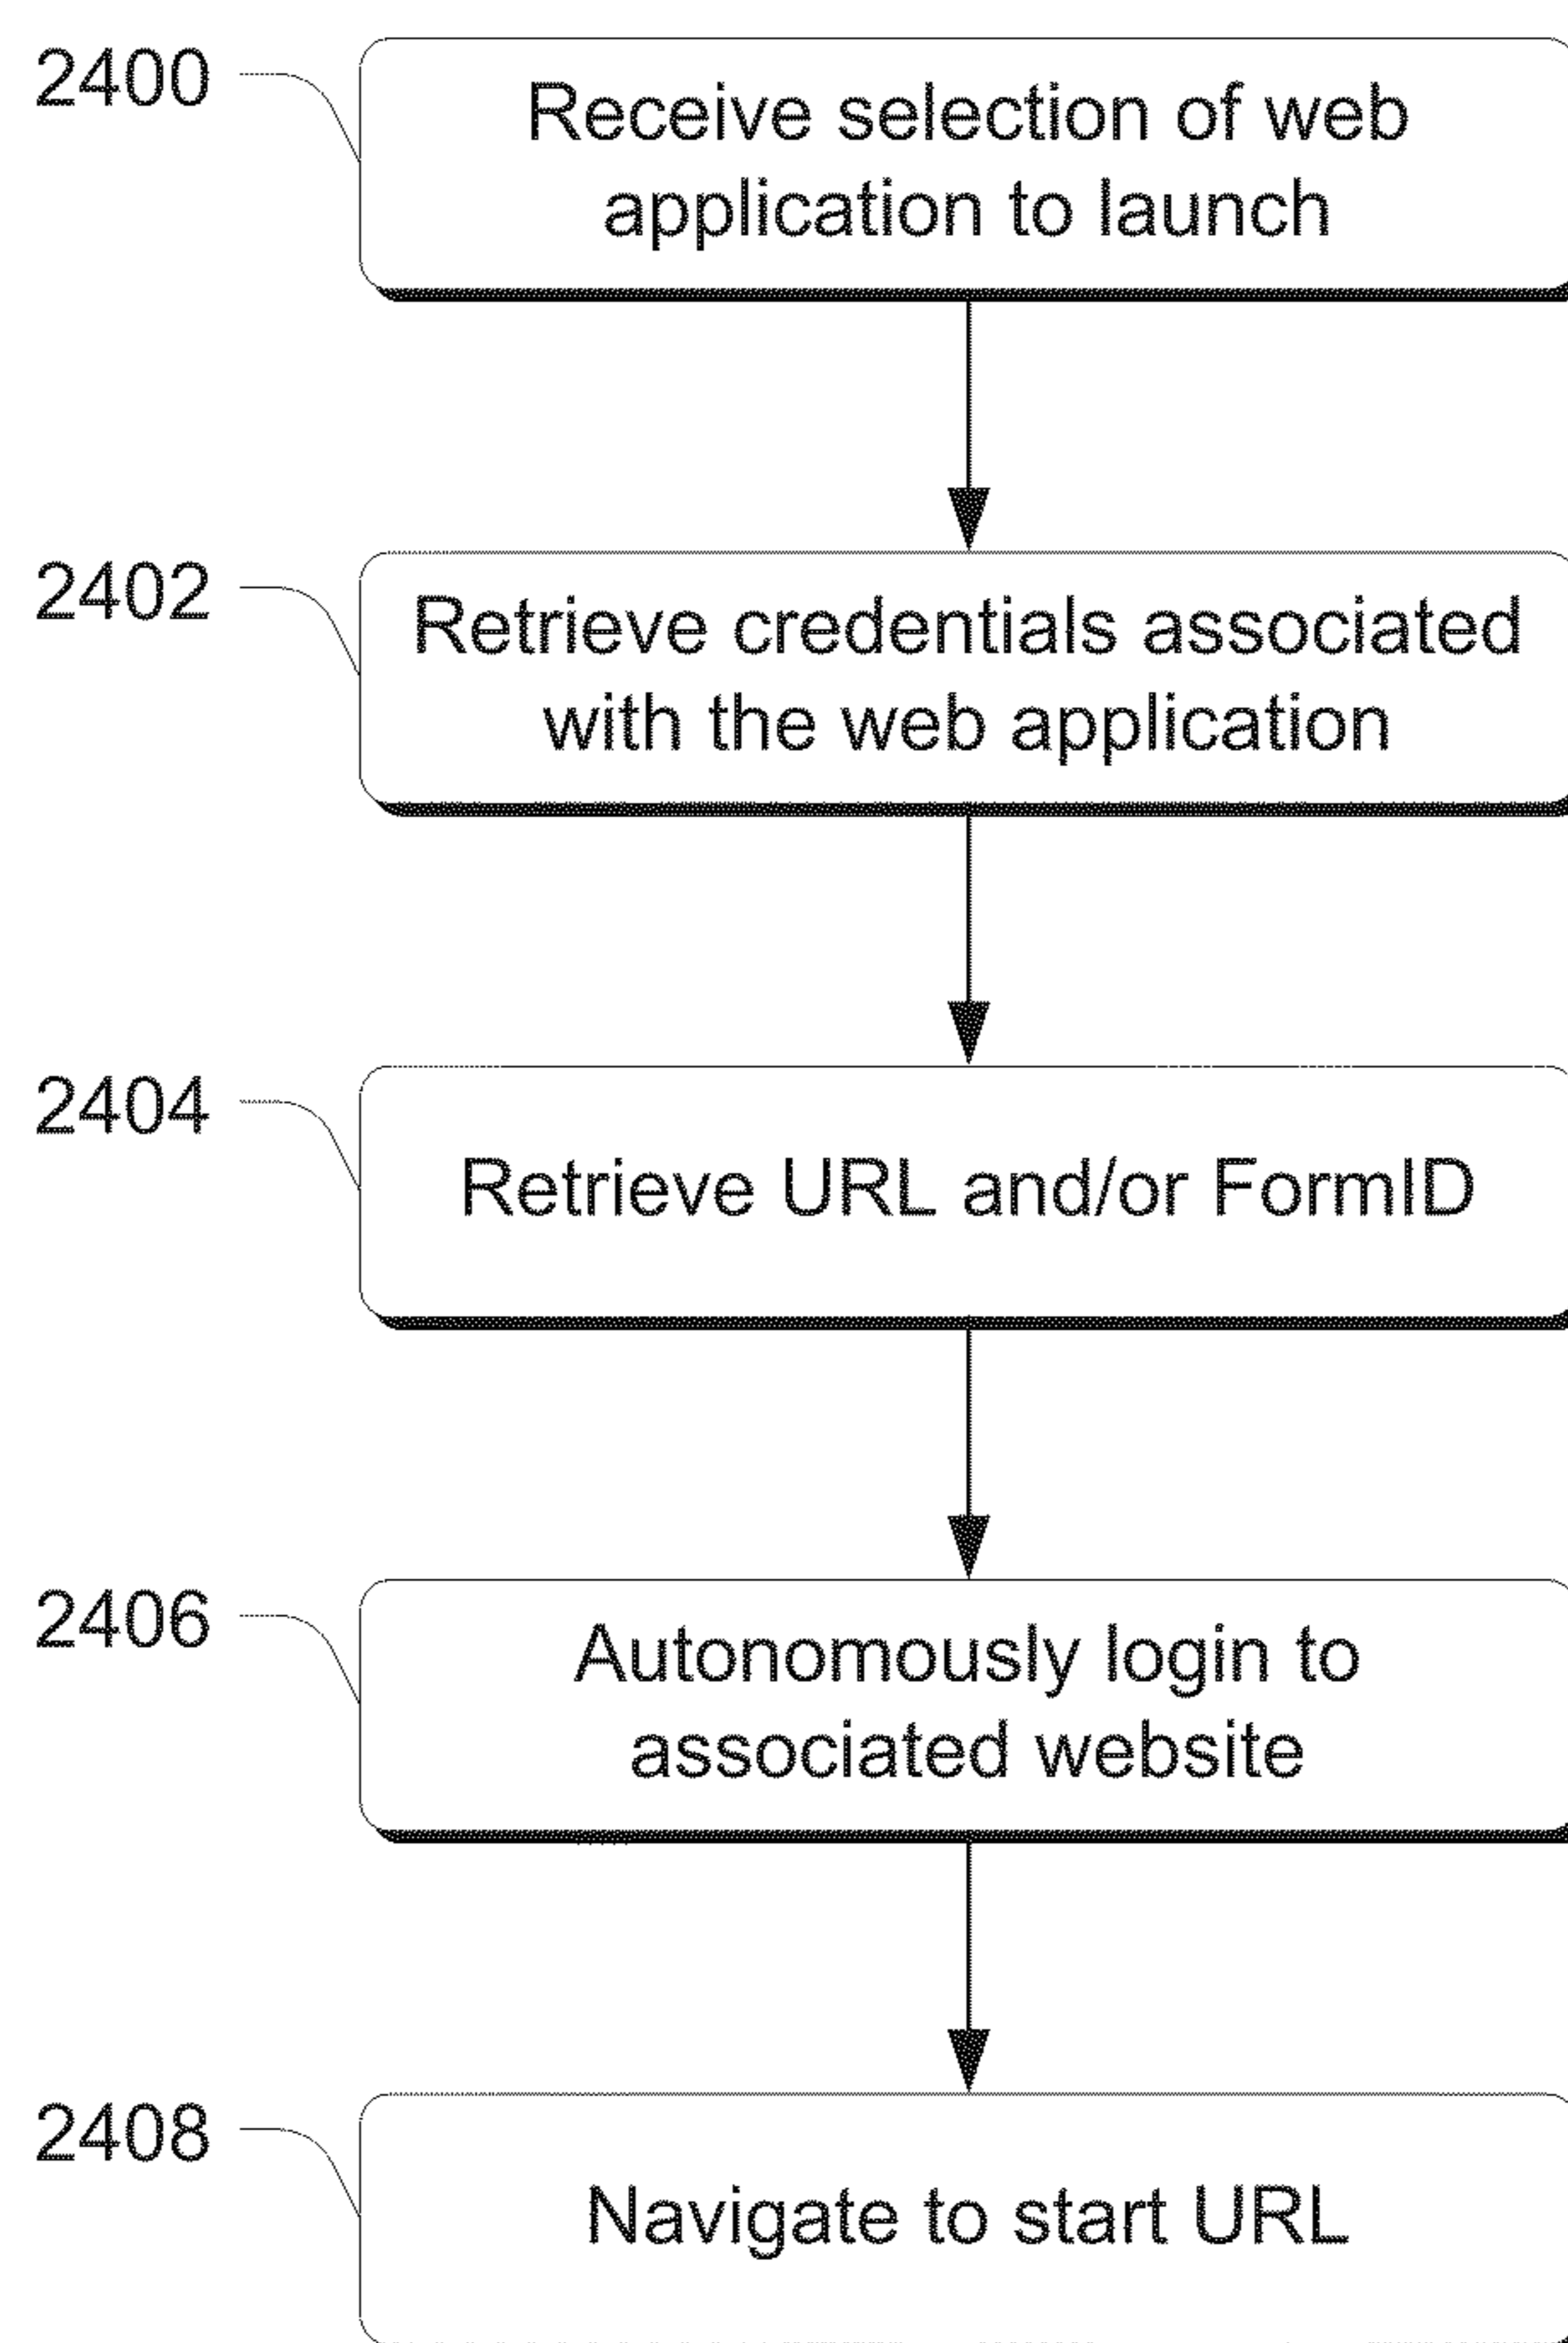 2400
Receive selection of web
application to launch
2402
Retrieve credentials associated
with the web application
2404
Retrieve URL and/or FormID
2406
Autonomously login to
associated website
2408
Navigate to start URL